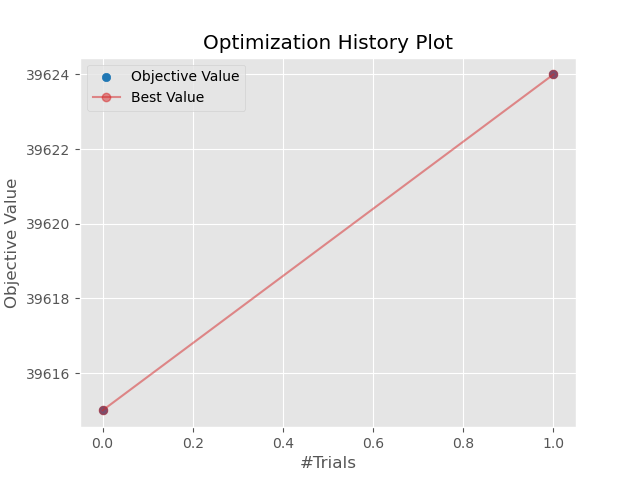 Optimization History Plot
Objective Value
Best Value
39624
39622
39620
39618
39616
Objective Value
0.0 0.2 0.4 0.6 0.8 1.0
#Trials